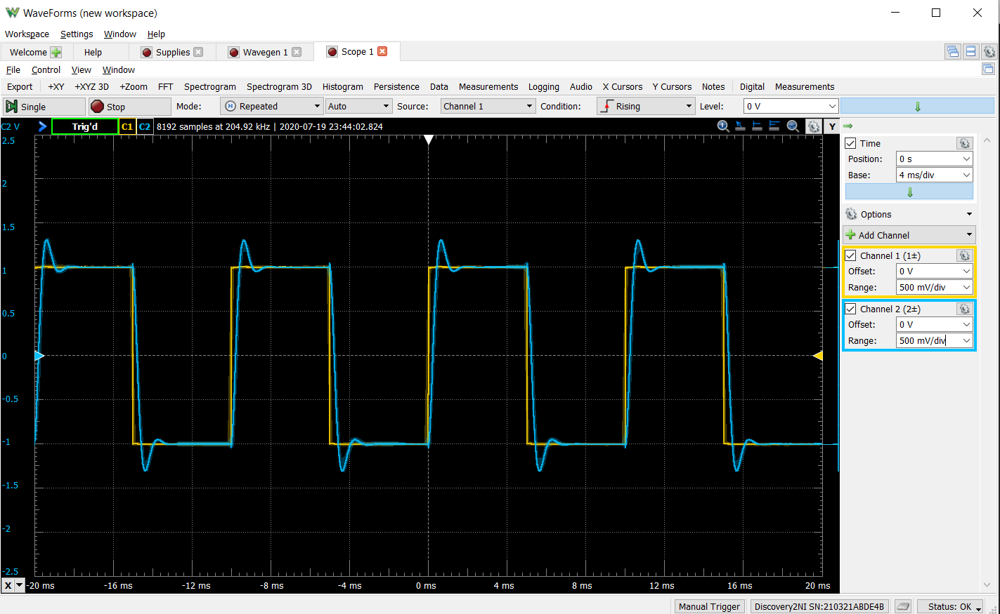 WaveForms (new workspace)
Workspace Settings Window Help
Welcome Help Supplies Wavegen 1 Scope 1
File Control View Window
Export +XY +XYZ 3D +Zoom FFT Spectrogram Spectrogram 3D Histogram Persistence Data Measurements Logging Audio X Cursors Y Cursors Notes Digital Measurements
Single Stop Mode: Repeated Auto Source: Channel 1 Condition: Rising Level: 0 V
C2 V Trig'd C1 C2 8192 samples at 204.92 kHz | 2020-07-19 23:44:02.824 Y
2.5
2
1.5
1
0.5
0
-0.5
-1
-1.5
-2
-2.5
X -20 ms -16 ms -12 ms -8 ms -4 ms 0 ms 4 ms 8 ms 12 ms 16 ms 20 ms
Time
Position: 0 s
Base: 4 ms/div
Options
Add Channel
Channel 1 (1±)
Offset: 0 V
Range: 500 mV/div
Channel 2 (2±)
Offset: 0 V
Range: 500 mV/div
Manual Trigger Discovery2NI SN:210321ABDE4B Status: OK